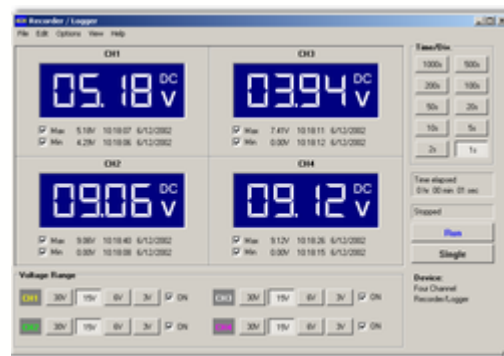 Recorder / Logger
File Edit Options View Help
CH1
05.18 DC V
Max 5.18V 10:18:07 6/12/2002
Min 4.29V 10:18:06 6/12/2002
CH3
03.94 DC V
Max 7.41V 10:18:11 6/12/2002
Min 0.00V 10:18:12 6/12/2002
CH2
09.06 DC V
Max 9.08V 10:18:40 6/12/2002
Min 0.00V 10:18:08 6/12/2002
CH4
09.12 DC V
Max 9.12V 10:18:26 6/12/2002
Min 0.00V 10:18:15 6/12/2002
Time/Div.
1000s 500s
200s 100s
50s 20s
10s 5s
2s 1s
Time elapsed
0 hr 00 min 01 sec
Stopped
Run
Single
Device:
Four Channel
Recorder/Logger
Voltage Range
CH1 30V 15V 6V 3V ON
CH3 30V 15V 6V 3V ON
CH2 30V 15V 6V 3V ON
CH4 30V 15V 6V 3V ON